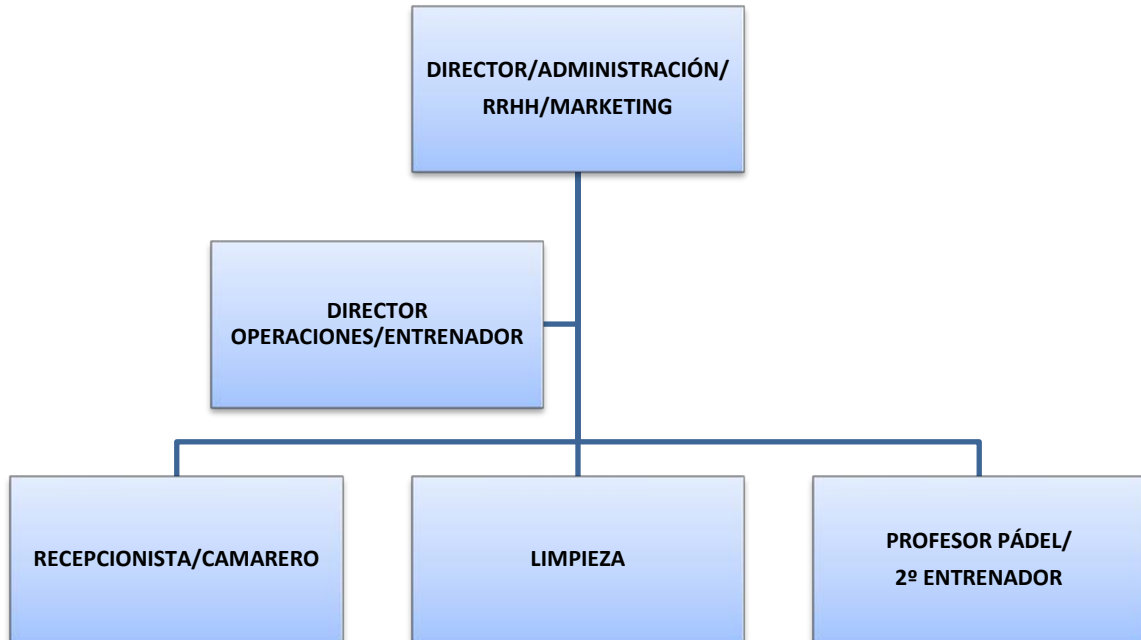 DIRECTOR/ADMINISTRACIÓN/
RRHH/MARKETING
DIRECTOR
OPERACIONES/ENTRENADOR
RECEPCIONISTA/CAMARERO
LIMPIEZA
PROFESOR PÁDEL/
2º ENTRENADOR